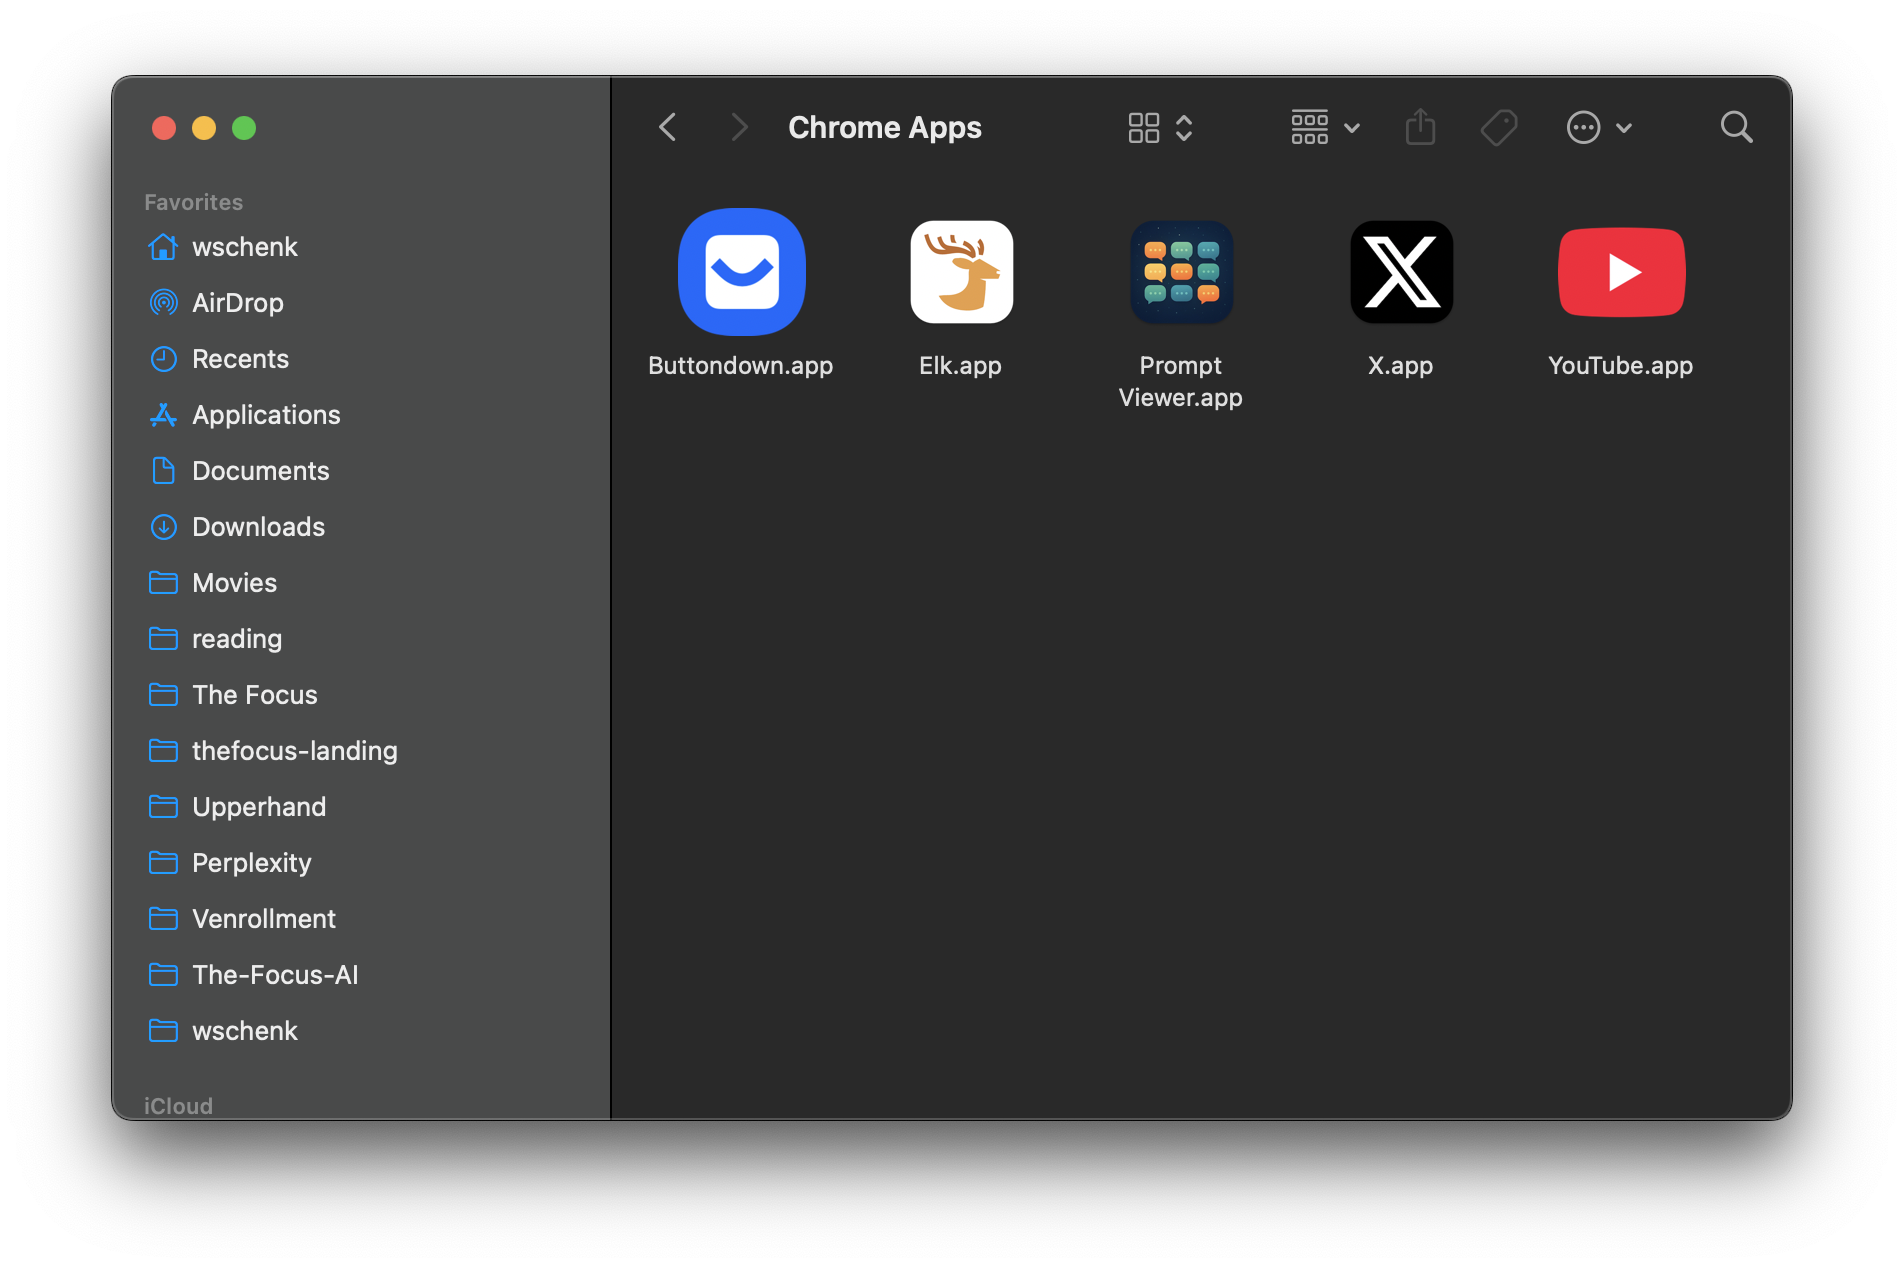 Chrome Apps
Favorites
wschenk
AirDrop
Recents
Applications
Documents
Downloads
Movies
reading
The Focus
thefocus-landing
Upperhand
Perplexity
Venrollment
The-Focus-AI
wschenk
iCloud
Buttondown.app
Elk.app
Prompt
Viewer.app
X.app
YouTube.app